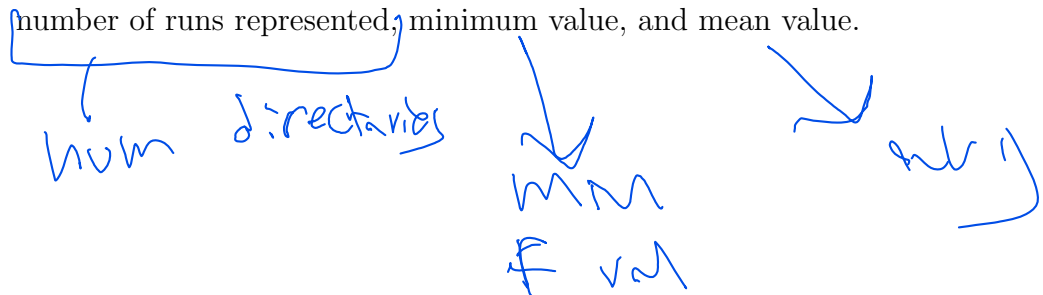 number of runs represented, minimum value, and mean value.
num directories
min
f val